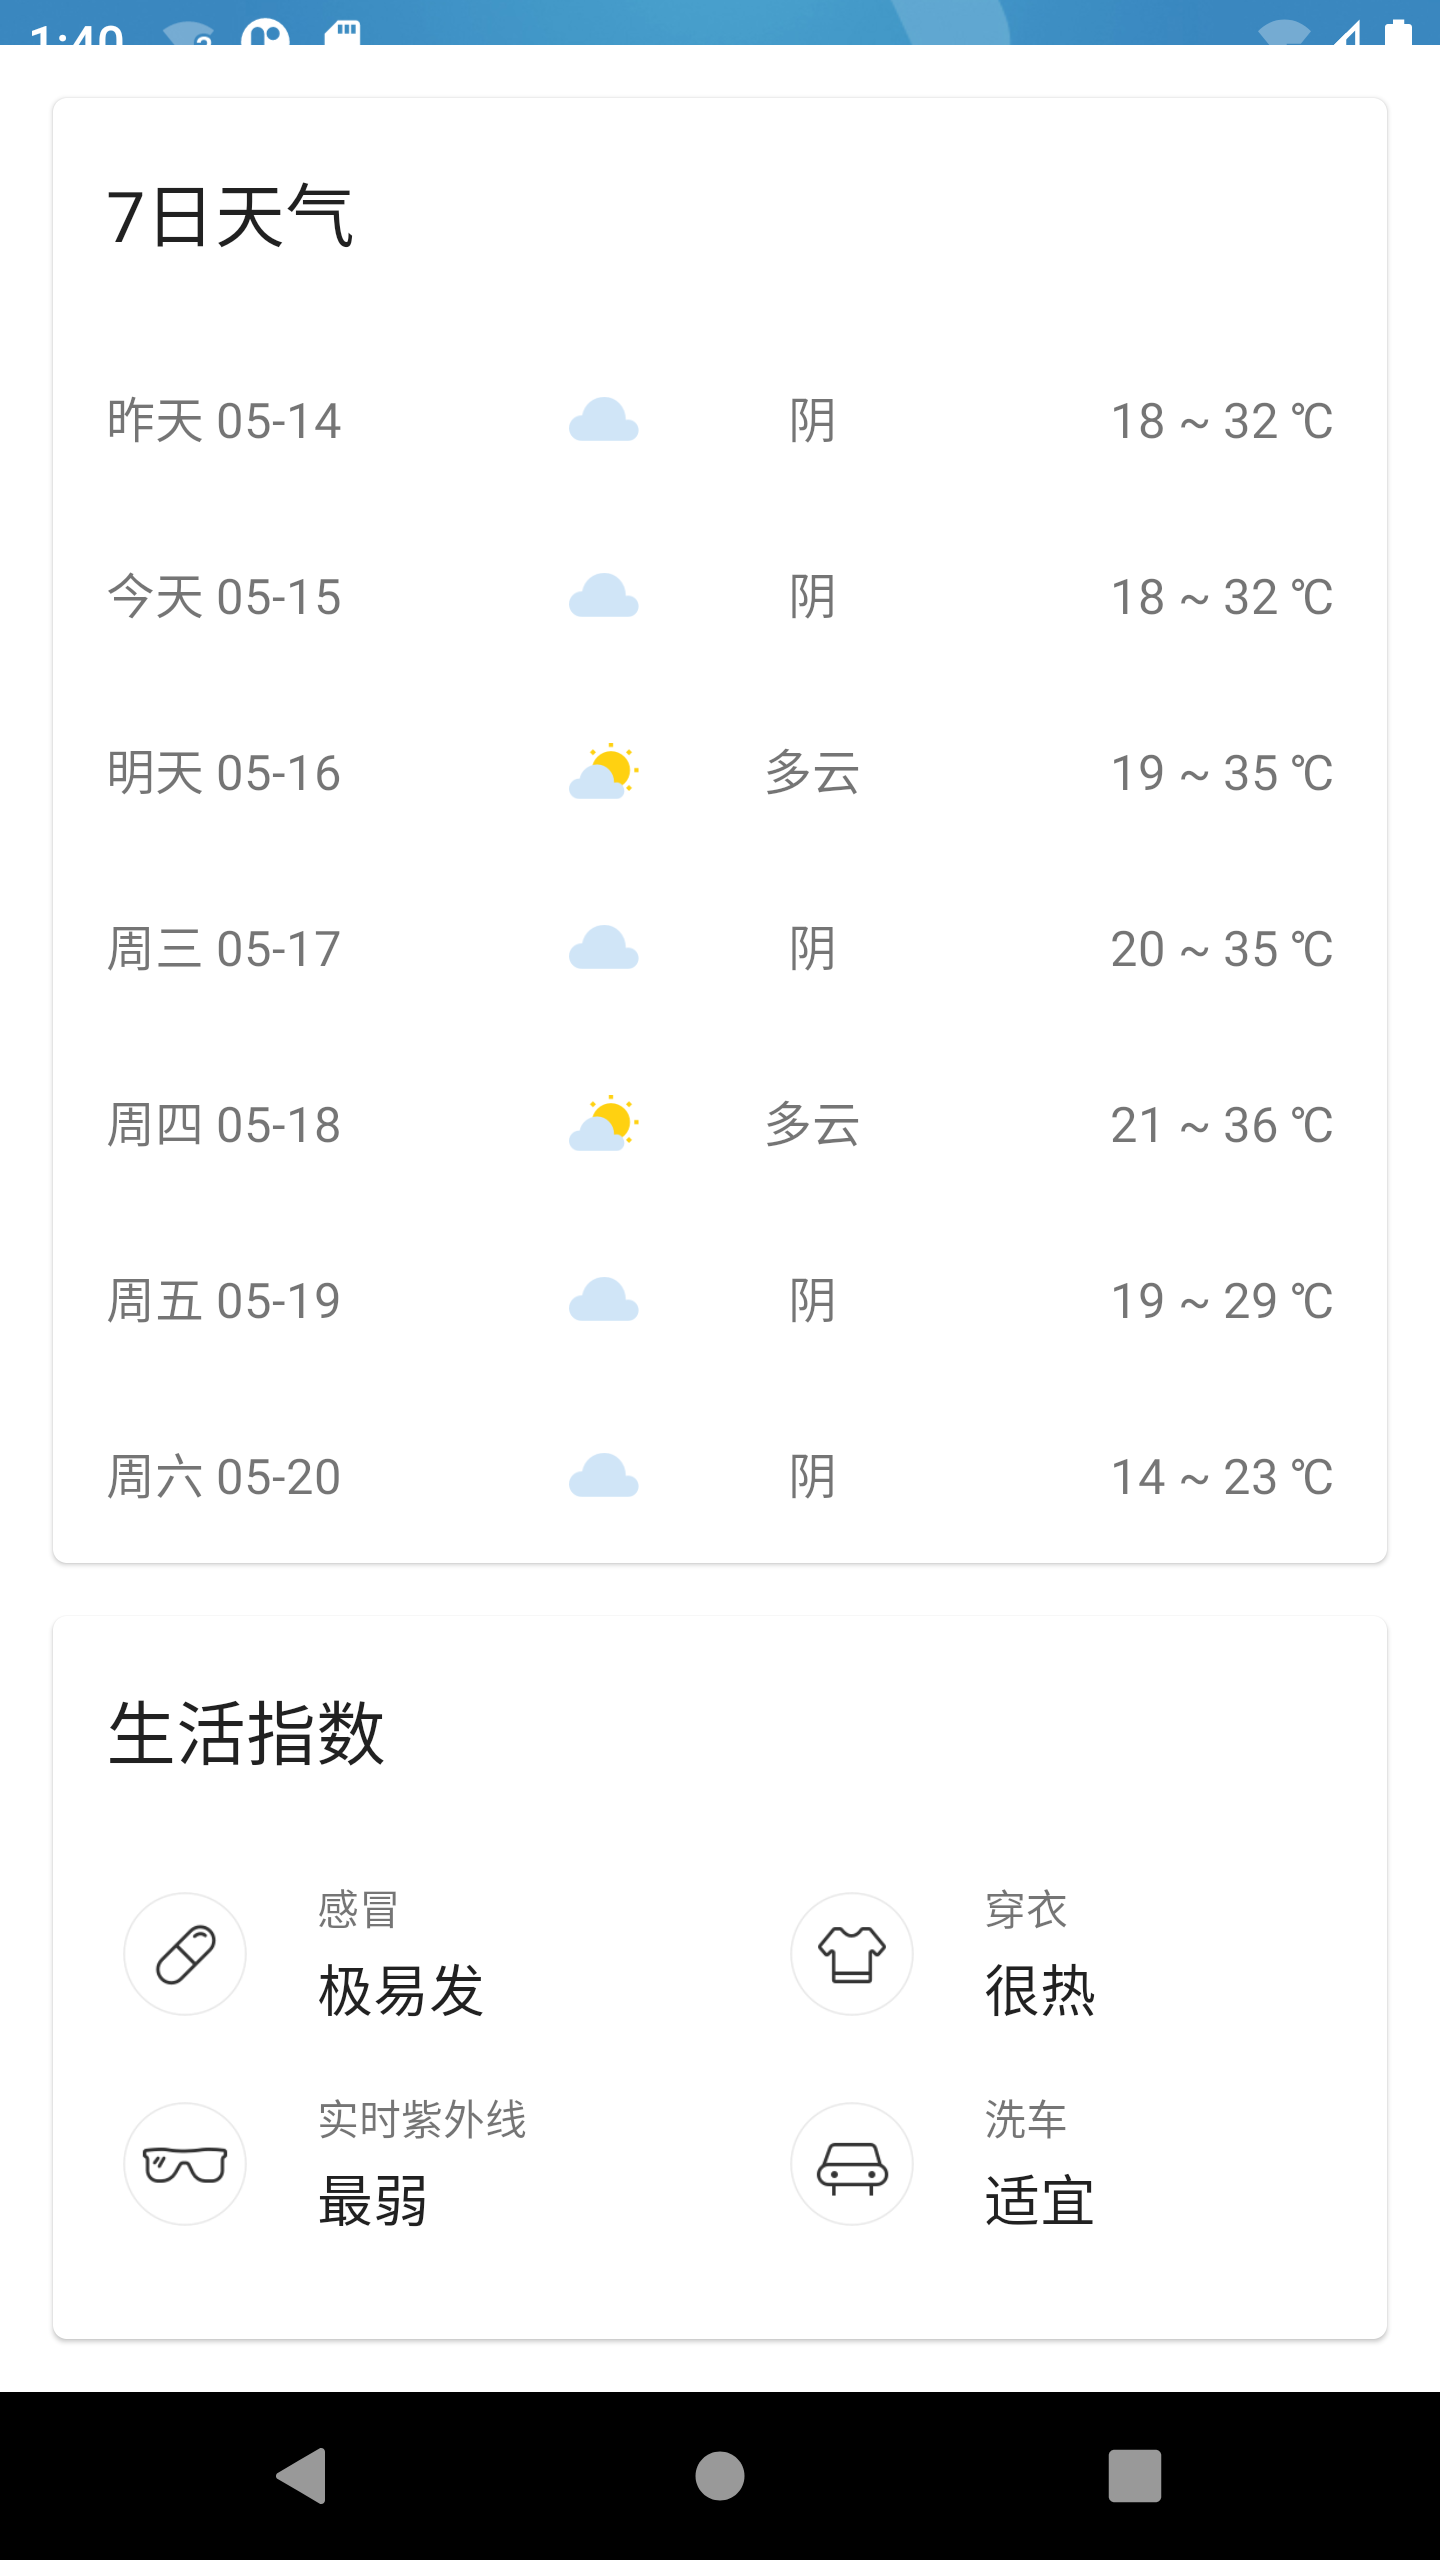 1:40
7日天气
昨天 05-14 阴 18 ~ 32 ℃
今天 05-15 阴 18 ~ 32 ℃
明天 05-16 多云 19 ~ 35 ℃
周三 05-17 阴 20 ~ 35 ℃
周四 05-18 多云 21 ~ 36 ℃
周五 05-19 阴 19 ~ 29 ℃
周六 05-20 阴 14 ~ 23 ℃
生活指数
感冒 穿衣
极易发 很热
实时紫外线 洗车
最弱 适宜